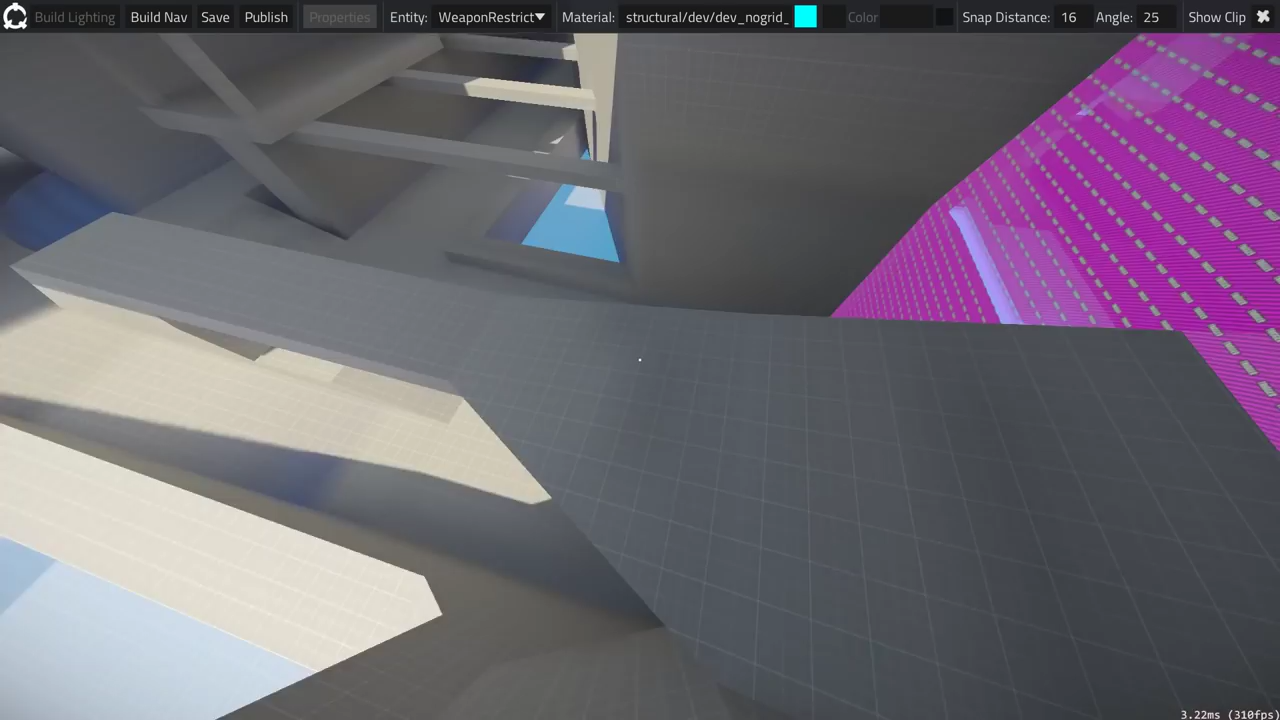 Build Lighting Build Nav Save Publish Properties Entity: WeaponRestrict Material: structural/dev/dev_nogrid_ Color Snap Distance: 16 Angle: 25 Show Clip
3.22ms (310fps)